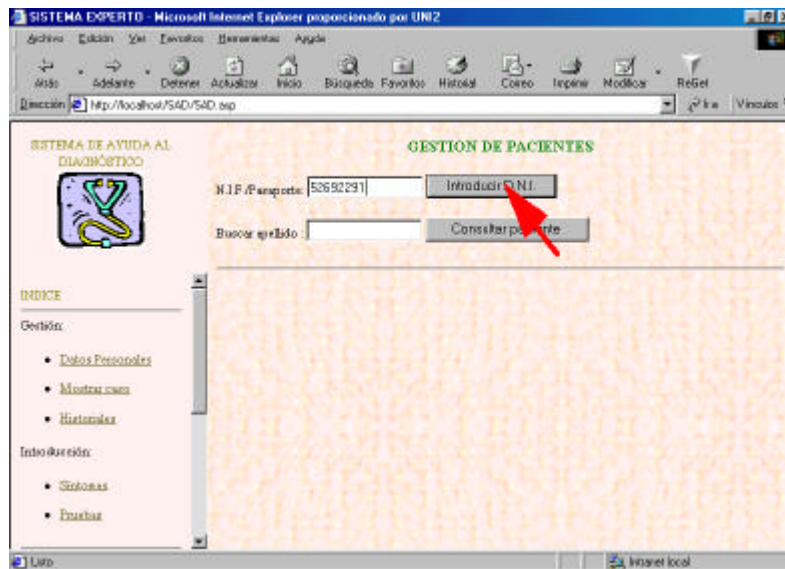 SISTEMA EXPERTO - Microsoft Internet Explorer proporcionado por UNI2
Archivo Edición Ver Favoritos Herramientas Ayuda
Atrás Adelante Detener Actualizar Inicio Búsqueda Favoritos Historial Correo Imprimir Modificar ReGet
Dirección http://localhost/SAD/SAD.asp Ir a Vínculos
SISTEMA DE AYUDA AL
DIAGNÓSTICO
GESTION DE PACIENTES
N.I.F./Pasaporte: 52692291 Introducir D.N.I.
Buscar apellido : Consultar paciente
INDICE
Gestión:
Datos Personales
Mostrar caso
Historiales
Introducción:
Síntomas
Pruebas
Listo Intranet local